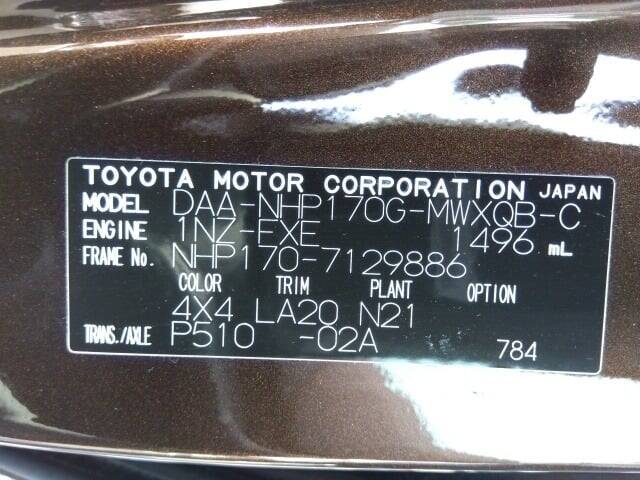 TOYOTA MOTOR CORPORATION JAPAN
MODEL DAA-NHP170G-MWXQB-C
ENGINE 1NZ-EXE 1496 mL
FRAME No. NHP170-7129886
COLOR TRIM PLANT OPTION
4X4 LA20 N21
TRANS./AXLE P510 -02A 784